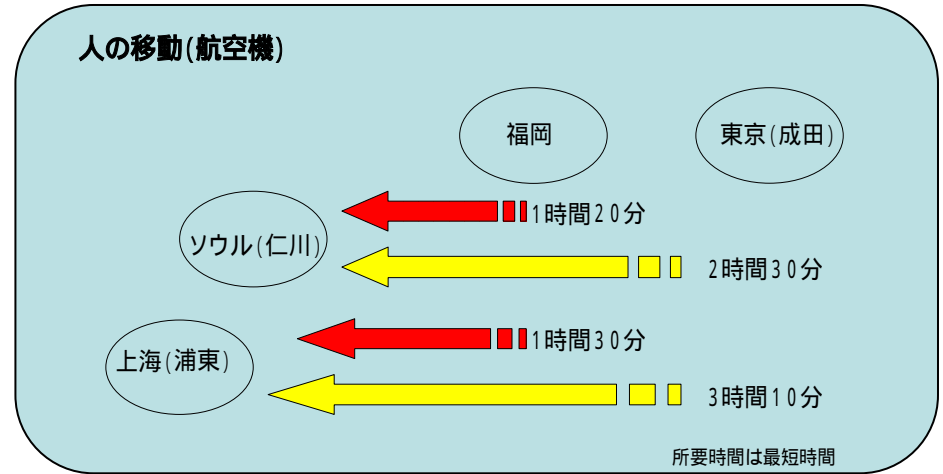 人の移動(航空機)
福岡
東京(成田)
1時間20分
ソウル(仁川)
2時間30分
1時間30分
上海(浦東)
3時間10分
所要時間は最短時間